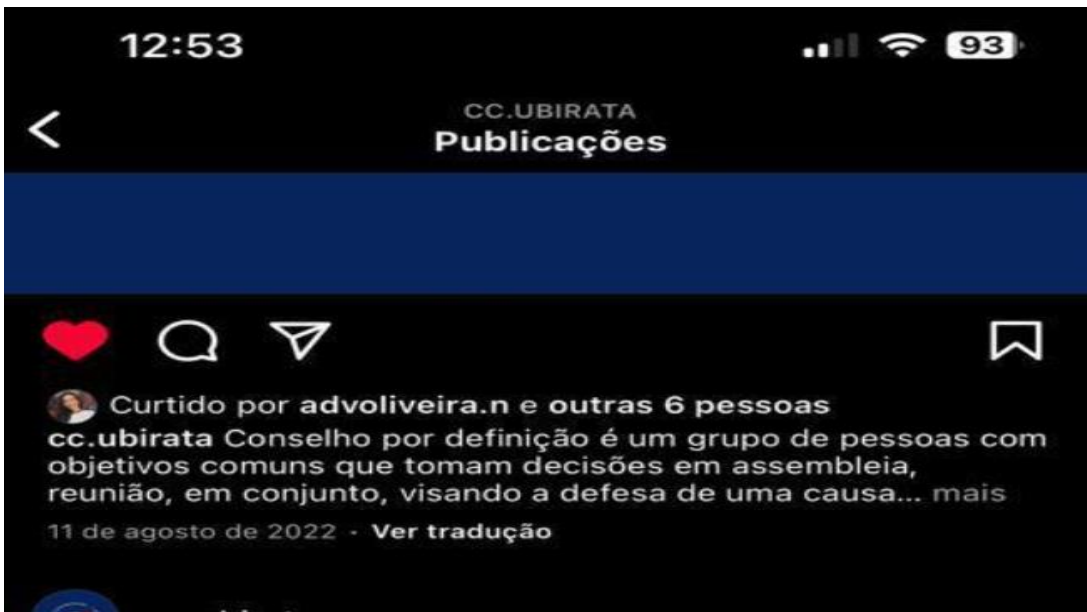 12:53
93
CC.UBIRATA
Publicações
Curtido por advoliveira.n e outras 6 pessoas
cc.ubirata Conselho por definição é um grupo de pessoas com
objetivos comuns que tomam decisões em assembleia,
reunião, em conjunto, visando a defesa de uma causa... mais
11 de agosto de 2022 · Ver tradução